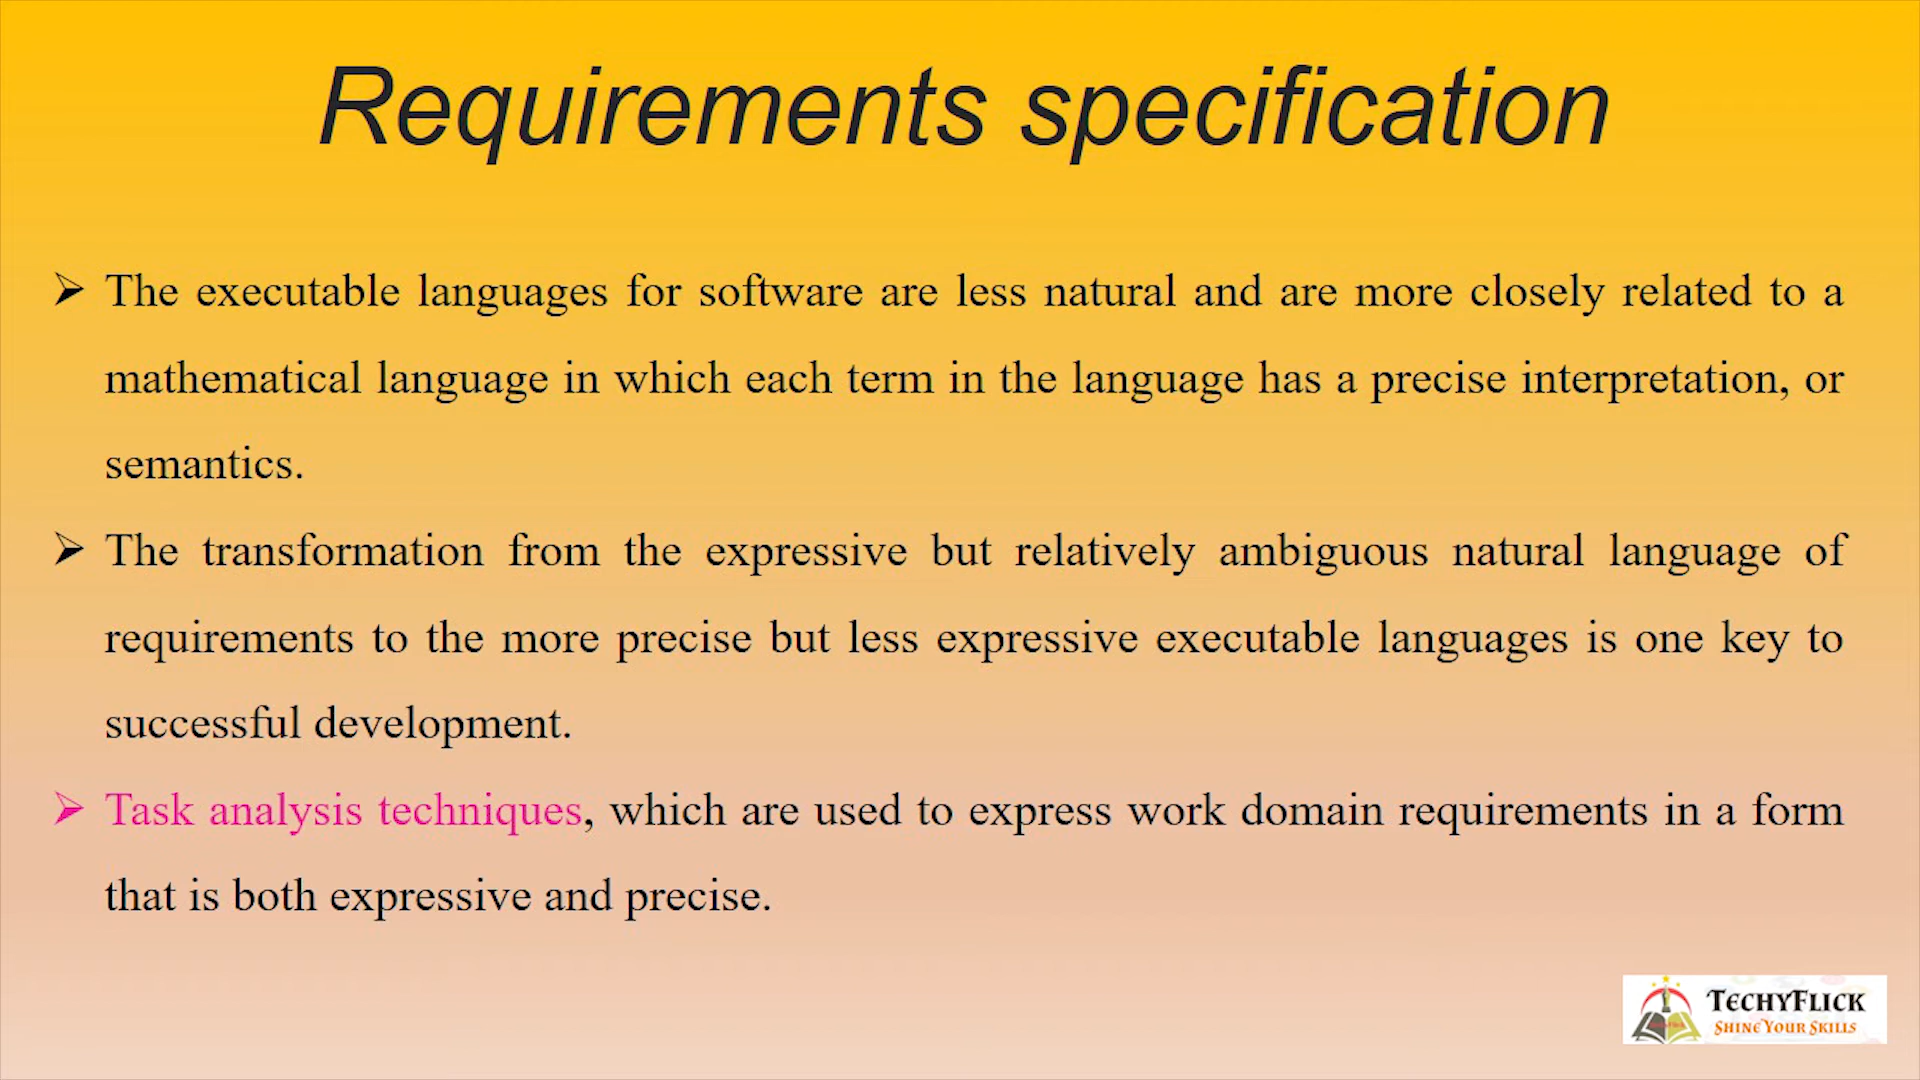 Requirements specification
➢ The executable languages for software are less natural and are more closely related to a
mathematical language in which each term in the language has a precise interpretation, or
semantics.
➢ The transformation from the expressive but relatively ambiguous natural language of
requirements to the more precise but less expressive executable languages is one key to
successful development.
➢ Task analysis techniques, which are used to express work domain requirements in a form
that is both expressive and precise.
TECHYFLICK
SHINE YOUR SKILLS